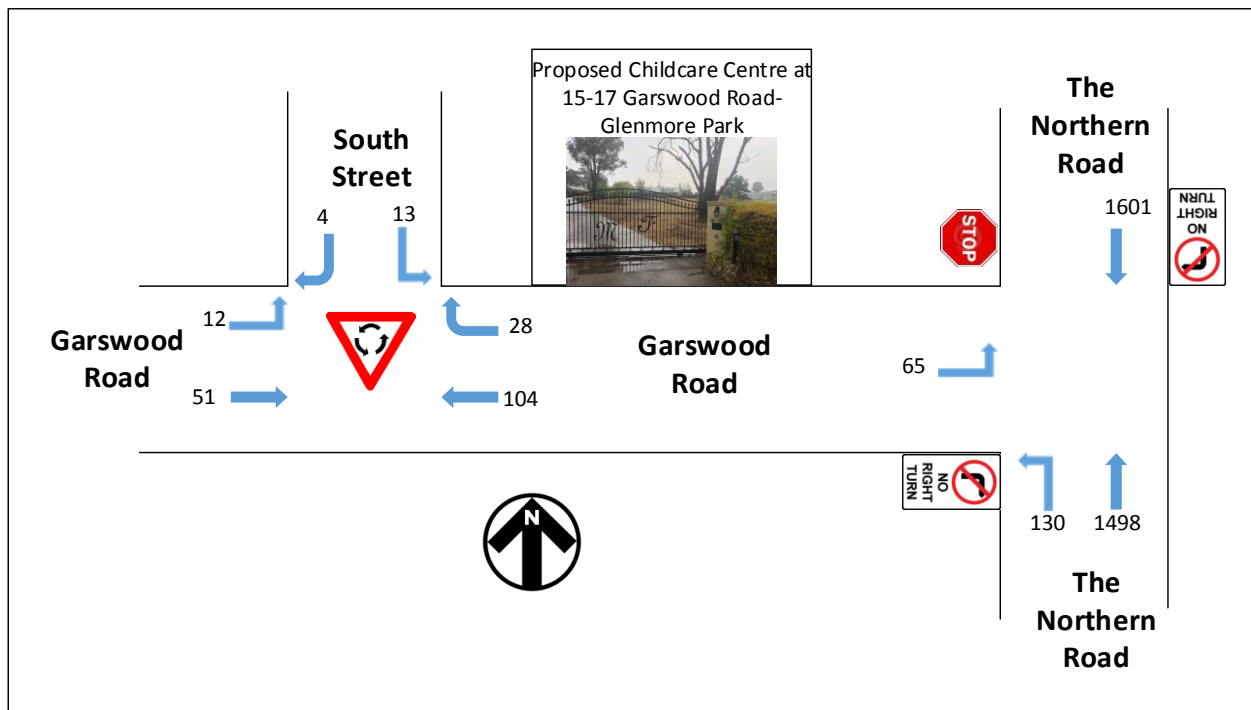 Proposed Childcare Centre at
15-17 Garswood Road-
Glenmore Park
The
Northern
Road
South
Street
4
13
1601
NO
RIGHT
TURN
STOP
M F
12
28
Garswood
Road
Garswood
Road
65
51
104
NO
RIGHT
TURN
N
130
1498
The
Northern
Road